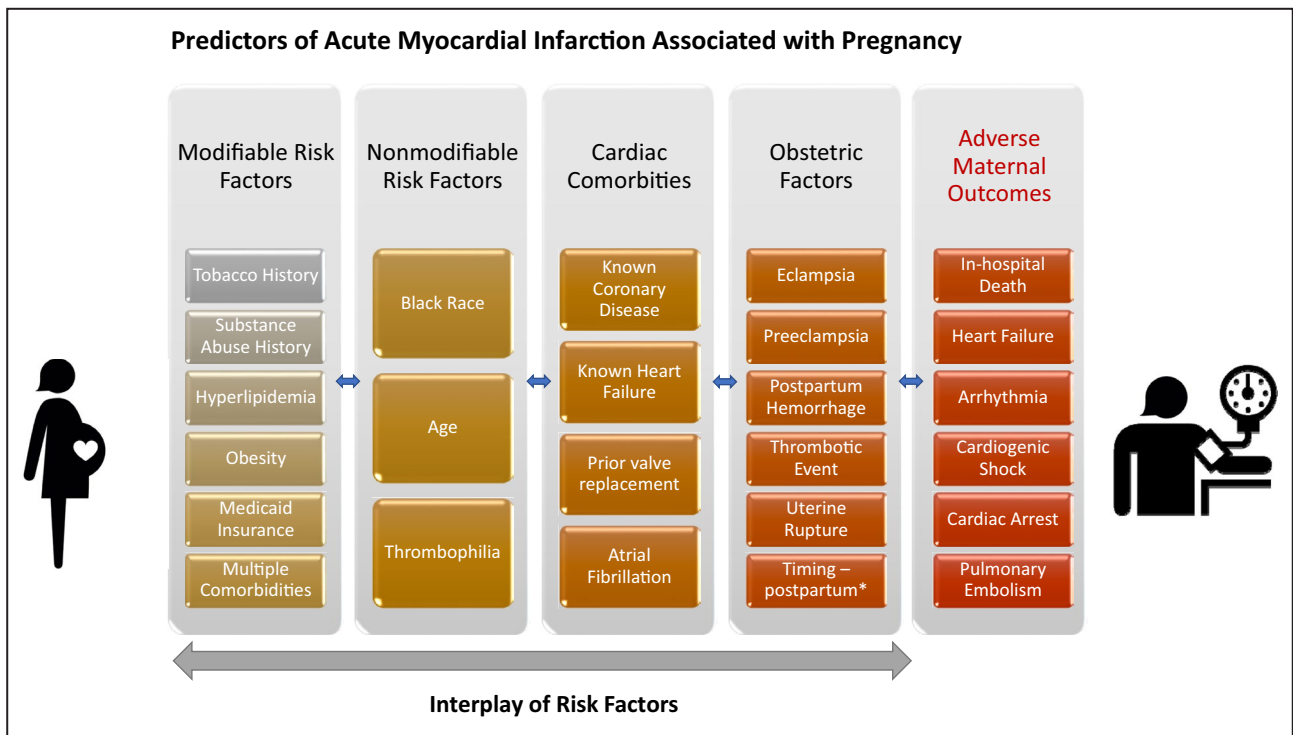 Predictors of Acute Myocardial Infarction Associated with Pregnancy
Modifiable Risk
Factors
Tobacco History
Substance
Abuse History
Hyperlipidemia
Obesity
Medicaid
Insurance
Multiple
Comorbidities
Nonmodifiable
Risk Factors
Black Race
Age
Thrombophilia
Cardiac
Comorbities
Known
Coronary
Disease
Known Heart
Failure
Prior valve
replacement
Atrial
Fibrillation
Obstetric
Factors
Eclampsia
Preeclampsia
Postpartum
Hemorrhage
Thrombotic
Event
Uterine
Rupture
Timing –
postpartum*
Adverse
Maternal
Outcomes
In-hospital
Death
Heart Failure
Arrhythmia
Cardiogenic
Shock
Cardiac Arrest
Pulmonary
Embolism
Interplay of Risk Factors